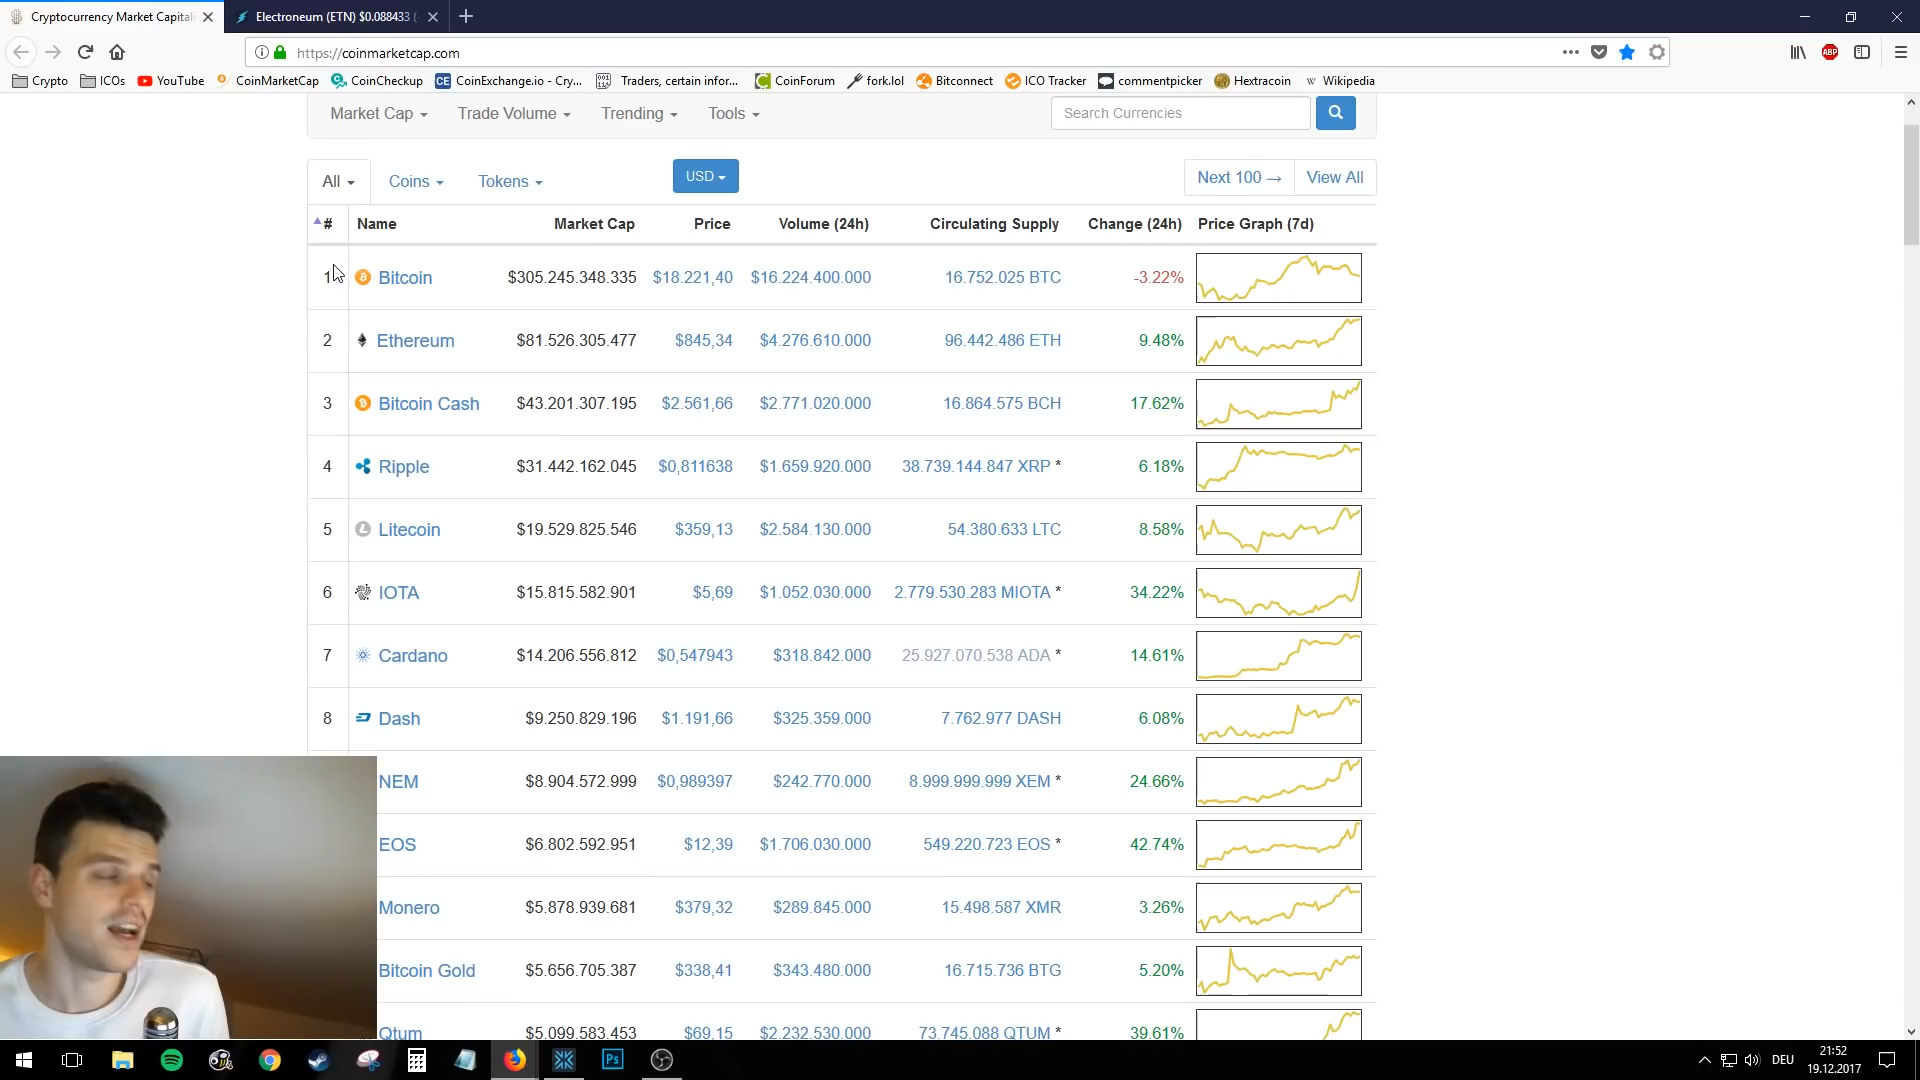 Cryptocurrency Market Capitali
Electroneum (ETN) $0.088433 (
https://coinmarketcap.com
Crypto ICOs YouTube CoinMarketCap CoinCheckup CE CoinExchange.io - Cry... Traders, certain infor... CoinForum fork.lol Bitconnect ICO Tracker commentpicker Hextracoin W Wikipedia
ABP
Market Cap Trade Volume Trending Tools Search Currencies
All Coins Tokens USD Next 100 → View All
# Name Market Cap Price Volume (24h) Circulating Supply Change (24h) Price Graph (7d)
1 Bitcoin $305.245.348.335 $18.221,40 $16.224.400.000 16.752.025 BTC -3.22%
2 Ethereum $81.526.305.477 $845,34 $4.276.610.000 96.442.486 ETH 9.48%
3 Bitcoin Cash $43.201.307.195 $2.561,66 $2.771.020.000 16.864.575 BCH 17.62%
4 Ripple $31.442.162.045 $0,811638 $1.659.920.000 38.739.144.847 XRP * 6.18%
5 Litecoin $19.529.825.546 $359,13 $2.584.130.000 54.380.633 LTC 8.58%
6 IOTA $15.815.582.901 $5,69 $1.052.030.000 2.779.530.283 MIOTA * 34.22%
7 Cardano $14.206.556.812 $0,547943 $318.842.000 25.927.070.538 ADA * 14.61%
8 Dash $9.250.829.196 $1.191,66 $325.359.000 7.762.977 DASH 6.08%
NEM $8.904.572.999 $0,989397 $242.770.000 8.999.999.999 XEM * 24.66%
EOS $6.802.592.951 $12,39 $1.706.030.000 549.220.723 EOS * 42.74%
Monero $5.878.939.681 $379,32 $289.845.000 15.498.587 XMR 3.26%
Bitcoin Gold $5.656.705.387 $338,41 $343.480.000 16.715.736 BTG 5.20%
Qtum $5.099.583.453 $69,15 $2.232.530.000 73.745.088 QTUM * 39.61%
Ps
DEU
21:52
19.12.2017